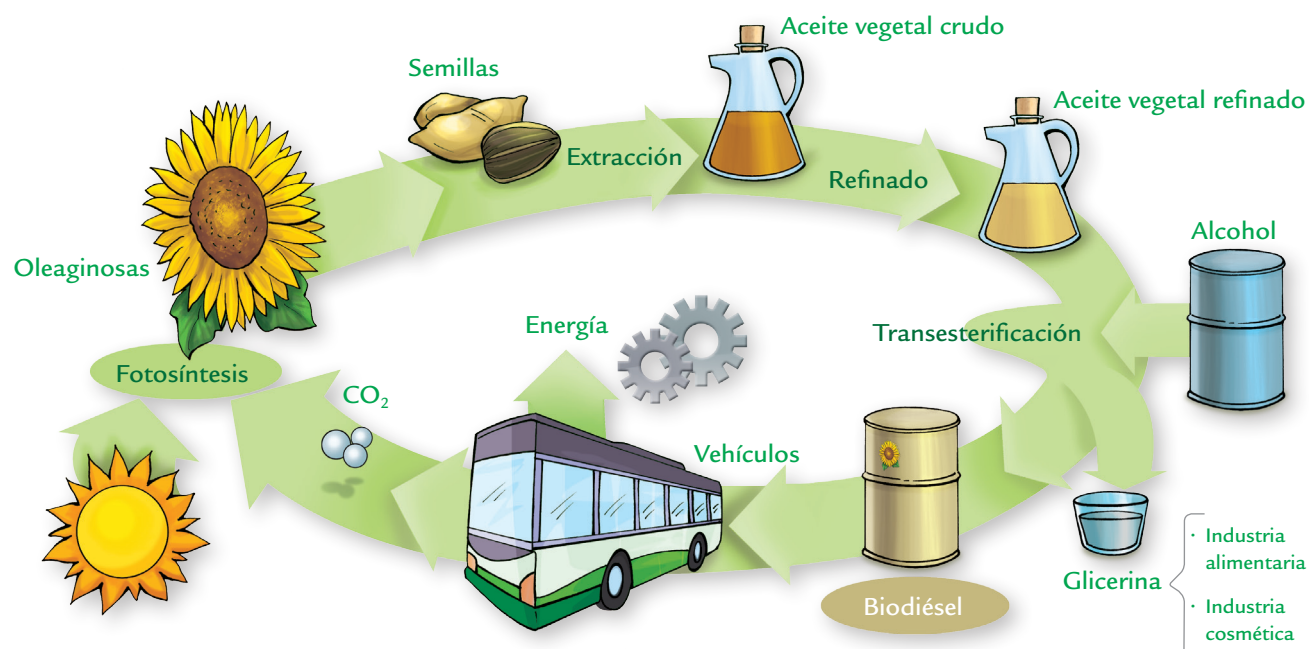 Aceite vegetal crudo
Semillas
Aceite vegetal refinado
Extracción
Refinado
Alcohol
Oleaginosas
Energía
Transesterificación
Fotosíntesis
CO₂
Vehículos
Glicerina
· Industria
alimentaria
· Industria
cosmética
Biodiésel